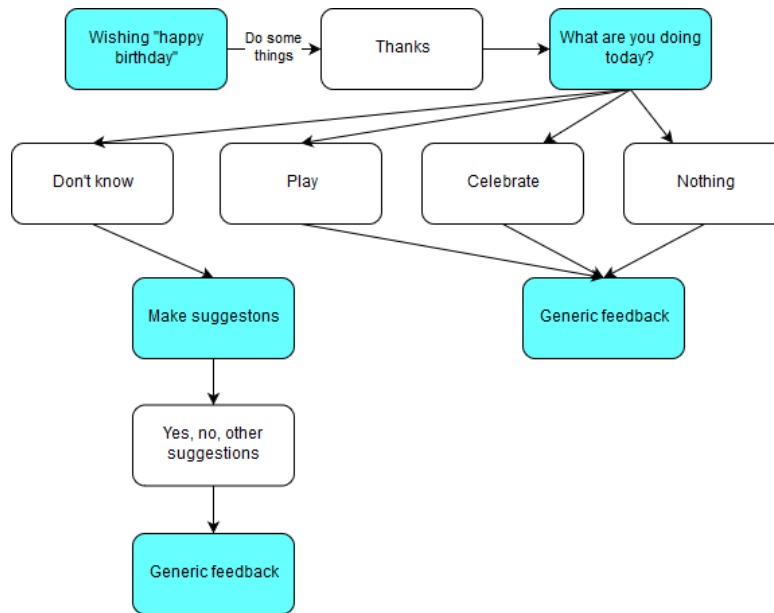 Wishing "happy
birthday"
Do some
things
Thanks
What are you doing
today?
Don't know
Play
Celebrate
Nothing
Make suggestons
Generic feedback
Yes, no, other
suggestions
Generic feedback